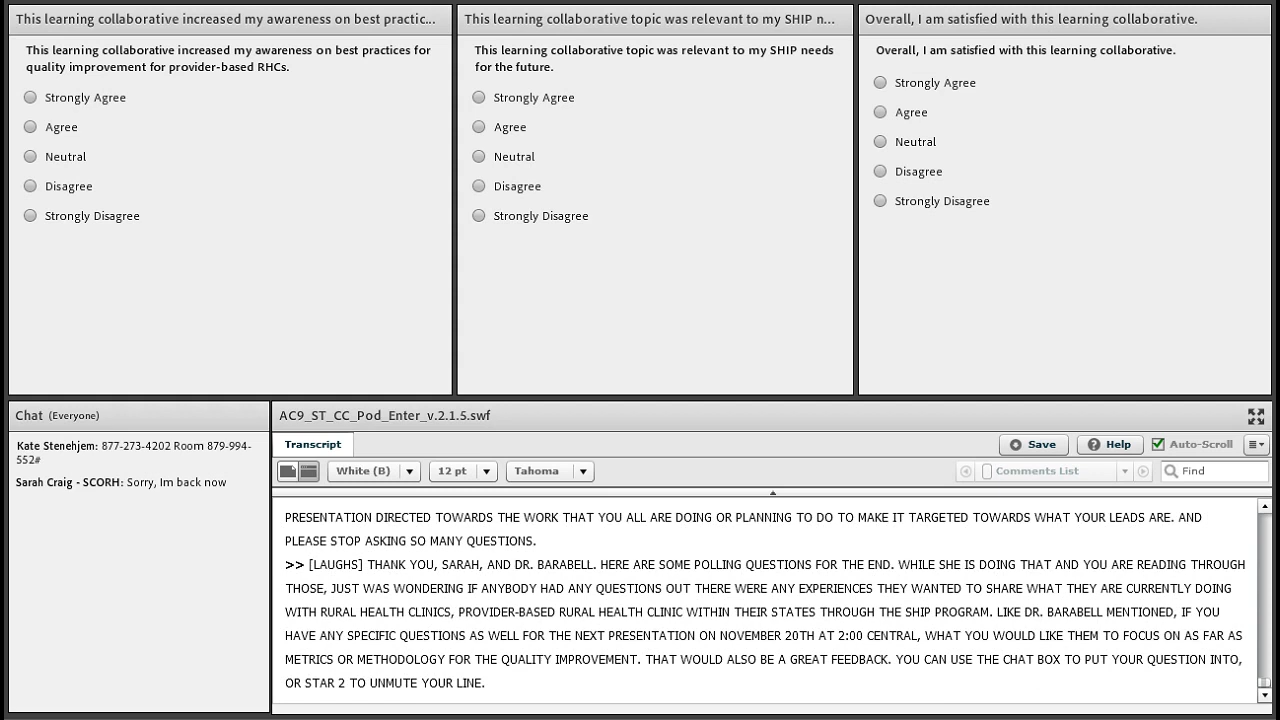 This learning collaborative increased my awareness on best practic...
This learning collaborative increased my awareness on best practices for
quality improvement for provider-based RHCs.
Strongly Agree
Agree
Neutral
Disagree
Strongly Disagree
This learning collaborative topic was relevant to my SHIP n...
This learning collaborative topic was relevant to my SHIP needs
for the future.
Strongly Agree
Agree
Neutral
Disagree
Strongly Disagree
Overall, I am satisfied with this learning collaborative.
Overall, I am satisfied with this learning collaborative.
Strongly Agree
Agree
Neutral
Disagree
Strongly Disagree
Chat (Everyone)
Kate Stenehjem: 877-273-4202 Room 879-994-
552#
Sarah Craig - SCORH: Sorry, Im back now
AC9_ST_CC_Pod_Enter_v.2.1.5.swf
Transcript
Save
Help
Auto-Scroll
White (B)
12 pt
Tahoma
Comments List
Find
PRESENTATION DIRECTED TOWARDS THE WORK THAT YOU ALL ARE DOING OR PLANNING TO DO TO MAKE IT TARGETED TOWARDS WHAT YOUR LEADS ARE. AND
PLEASE STOP ASKING SO MANY QUESTIONS.
>> [LAUGHS] THANK YOU, SARAH, AND DR. BARABELL. HERE ARE SOME POLLING QUESTIONS FOR THE END. WHILE SHE IS DOING THAT AND YOU ARE READING THROUGH
THOSE, JUST WAS WONDERING IF ANYBODY HAD ANY QUESTIONS OUT THERE WERE ANY EXPERIENCES THEY WANTED TO SHARE WHAT THEY ARE CURRENTLY DOING
WITH RURAL HEALTH CLINICS, PROVIDER-BASED RURAL HEALTH CLINIC WITHIN THEIR STATES THROUGH THE SHIP PROGRAM. LIKE DR. BARABELL MENTIONED, IF YOU
HAVE ANY SPECIFIC QUESTIONS AS WELL FOR THE NEXT PRESENTATION ON NOVEMBER 20TH AT 2:00 CENTRAL, WHAT YOU WOULD LIKE THEM TO FOCUS ON AS FAR AS
METRICS OR METHODOLOGY FOR THE QUALITY IMPROVEMENT. THAT WOULD ALSO BE A GREAT FEEDBACK. YOU CAN USE THE CHAT BOX TO PUT YOUR QUESTION INTO,
OR STAR 2 TO UNMUTE YOUR LINE.